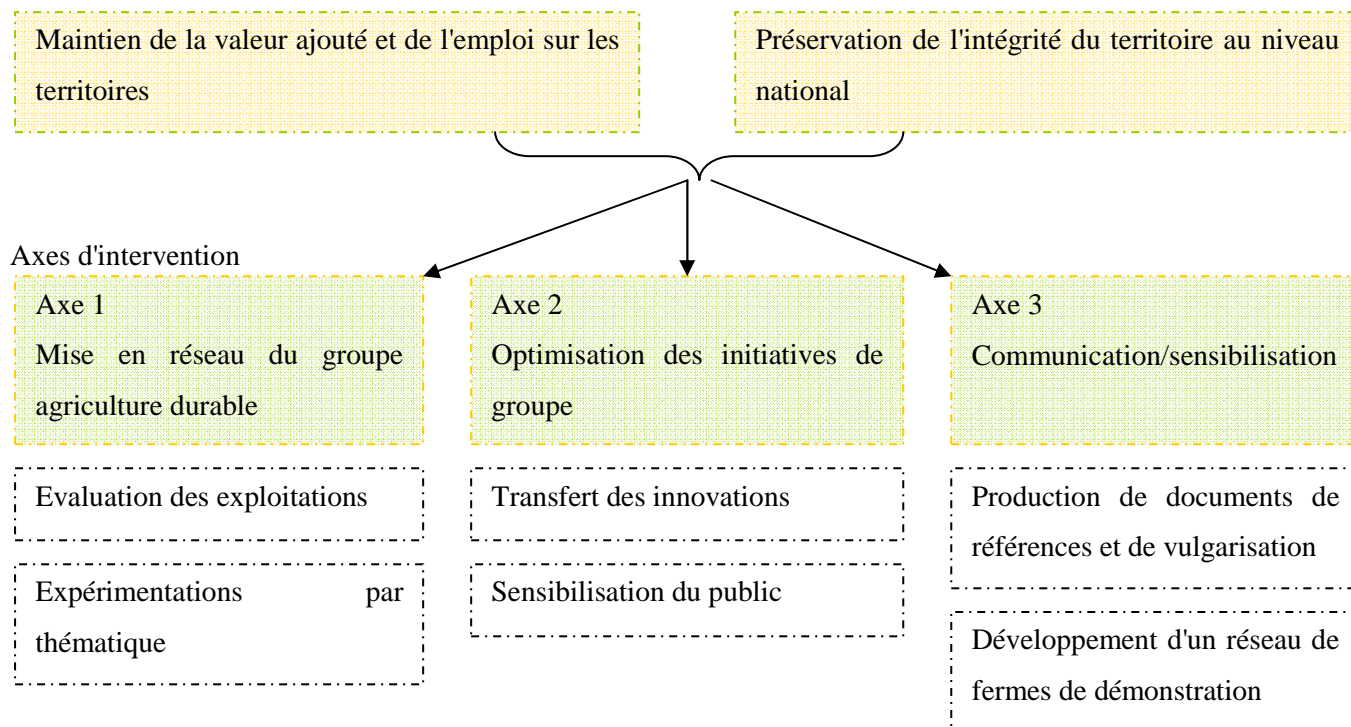 Maintien de la valeur ajouté et de l'emploi sur les
territoires
Préservation de l'intégrité du territoire au niveau
national
Axes d'intervention
Axe 1
Mise en réseau du groupe
agriculture durable
Axe 2
Optimisation des initiatives de
groupe
Axe 3
Communication/sensibilisation
Evaluation des exploitations
Expérimentations par
thématique
Transfert des innovations
Sensibilisation du public
Production de documents de
références et de vulgarisation
Développement d'un réseau de
fermes de démonstration